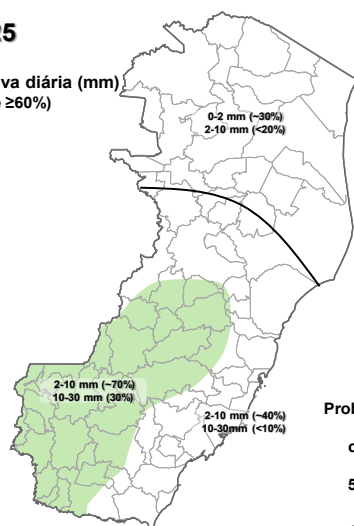 25
va diária (mm)
≥60%)
0-2 mm (~30%)
2-10 mm (<20%)
2-10 mm (~70%)
10-30 mm (30%)
2-10 mm (~40%)
10-30mm (<10%)
Prol
5